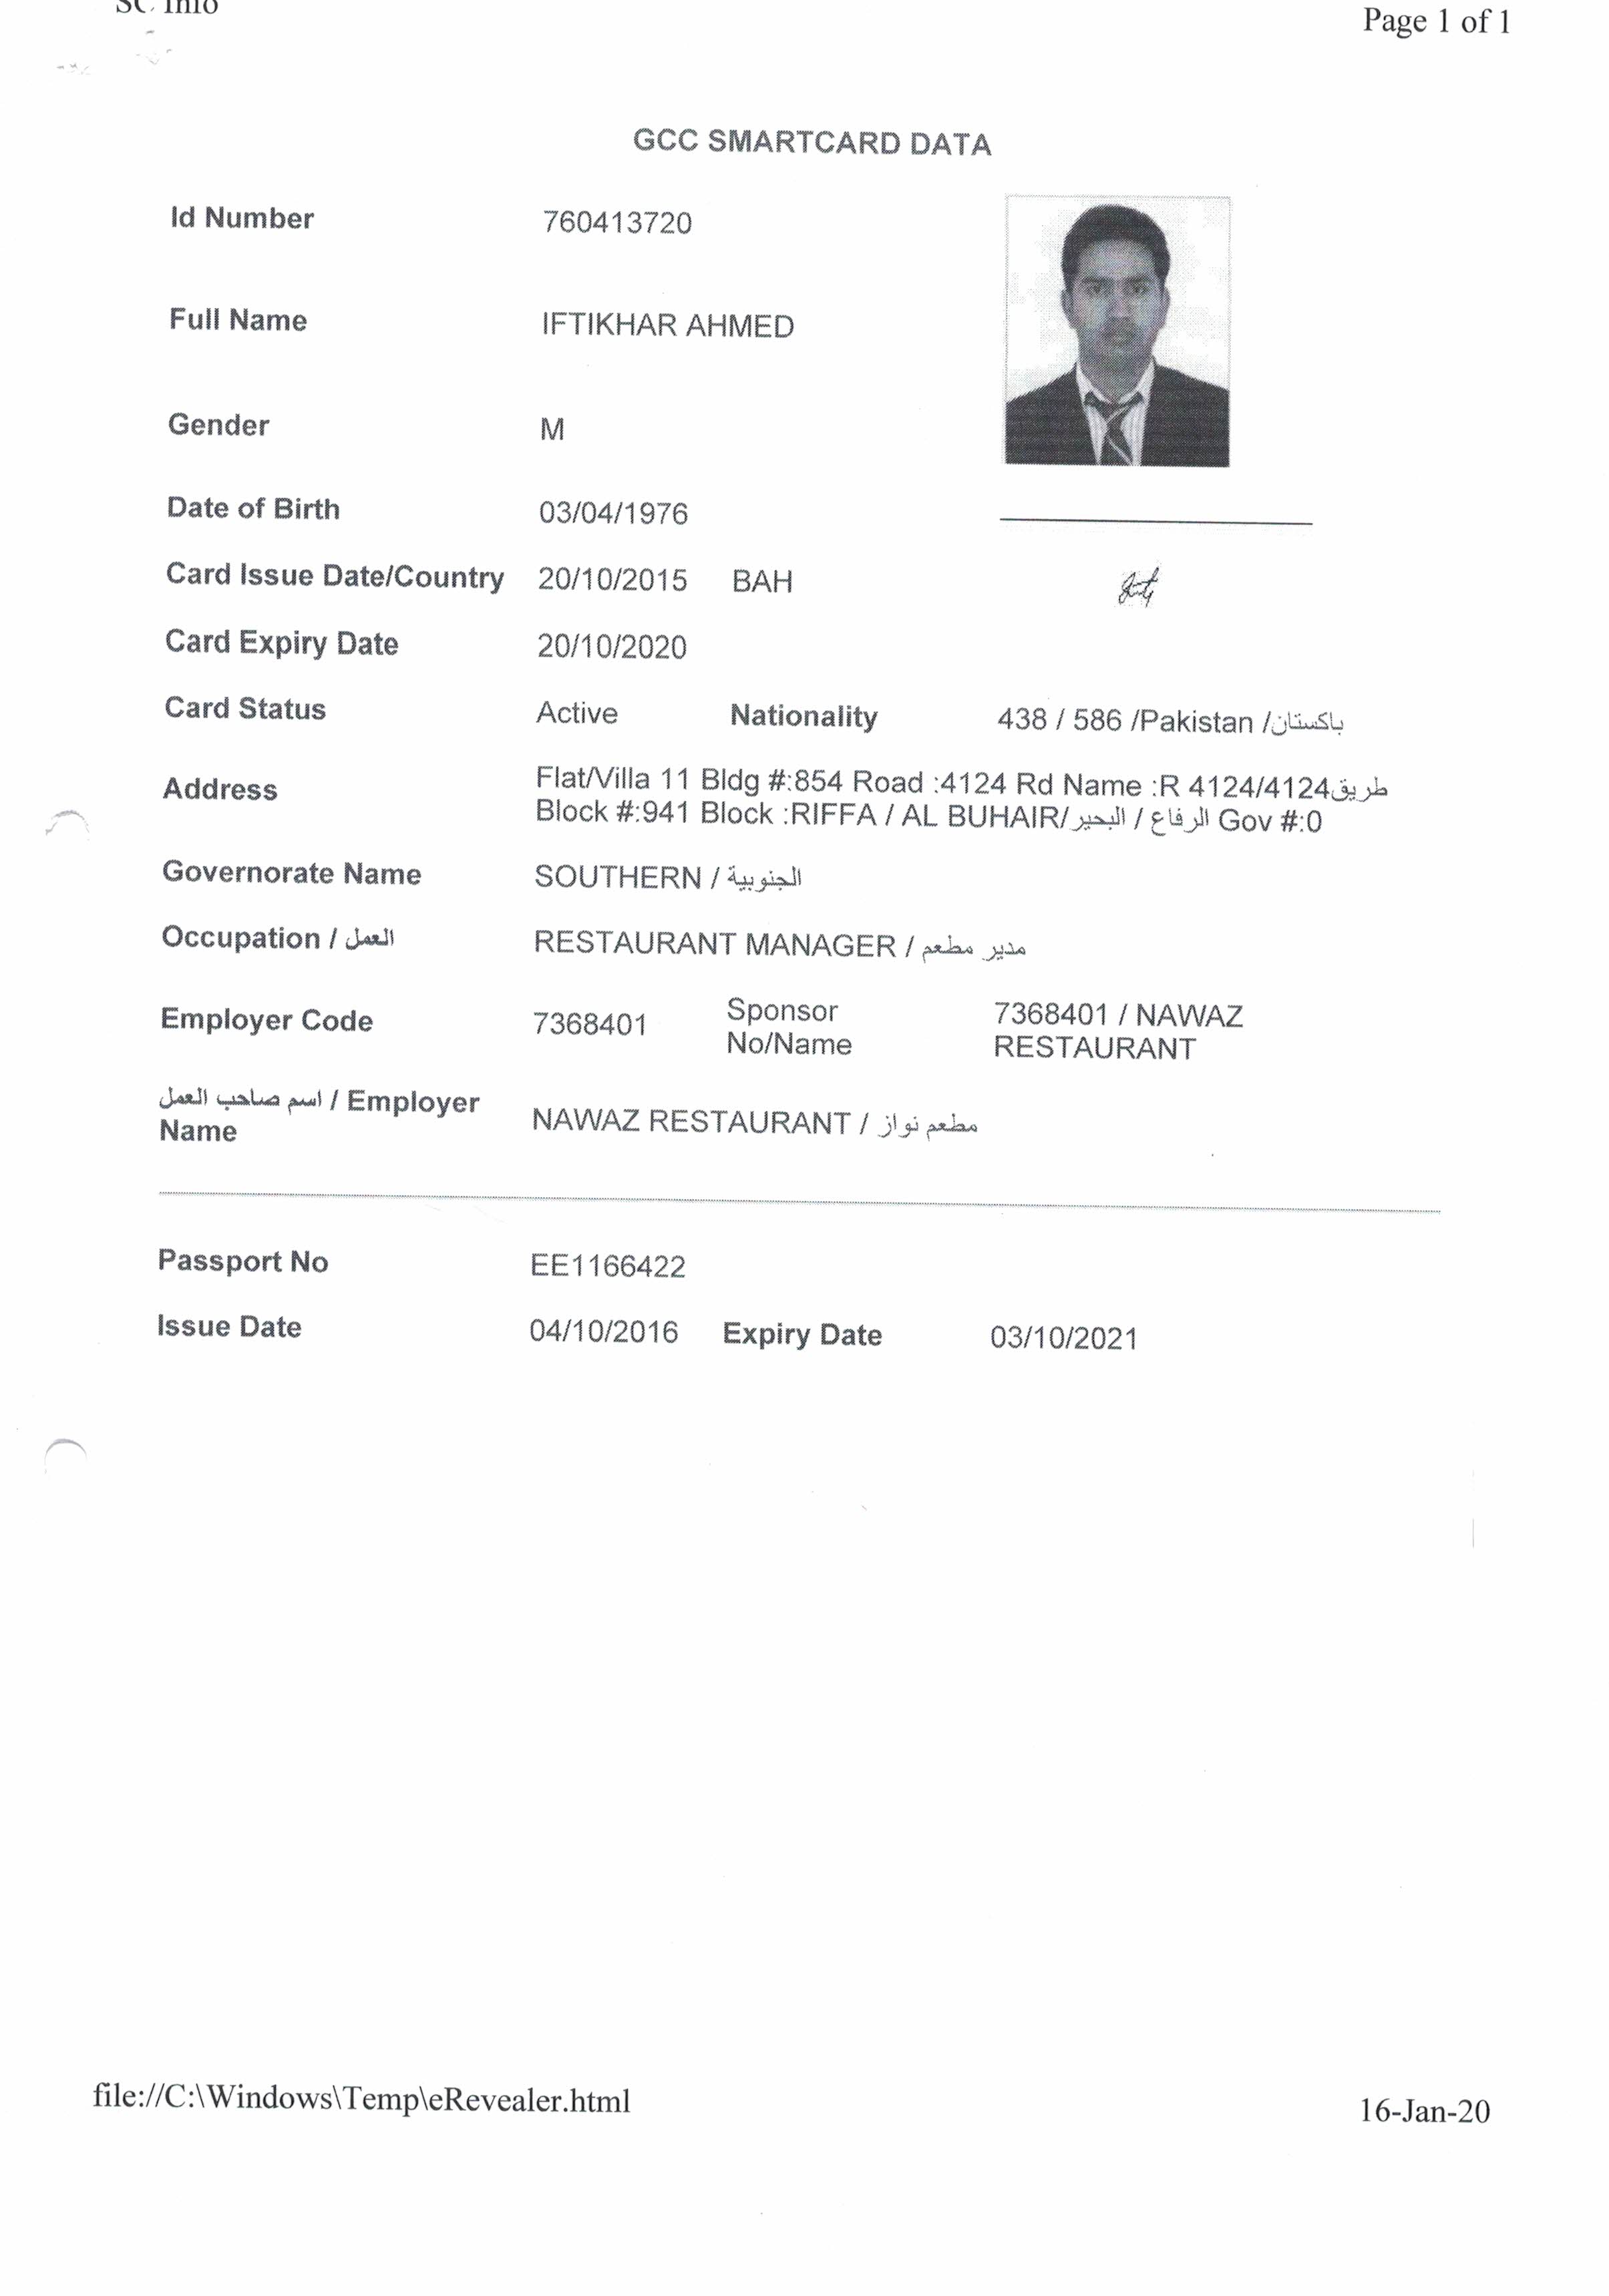 SC Info
Page 1 of 1
GCC SMARTCARD DATA
Id Number 760413720
Full Name IFTIKHAR AHMED
Gender M
Date of Birth 03/04/1976
Card Issue Date/Country 20/10/2015 BAH
Card Expiry Date 20/10/2020
Card Status Active Nationality 438 / 586 /Pakistan /باكستان
Address Flat/Villa 11 Bldg #:854 Road :4124 Rd Name :R 4124/4124طريق
Block #:941 Block :RIFFA / AL BUHAIR/الرفاع / البحير Gov #:0
Governorate Name SOUTHERN / الجنوبية
Occupation / العمل RESTAURANT MANAGER / مدير مطعم
Employer Code 7368401 Sponsor No/Name 7368401 / NAWAZ RESTAURANT
اسم صاحب العمل / Employer Name NAWAZ RESTAURANT / مطعم نواز
Passport No EE1166422
Issue Date 04/10/2016 Expiry Date 03/10/2021
file://C:\Windows\Temp\eRevealer.html
16-Jan-20